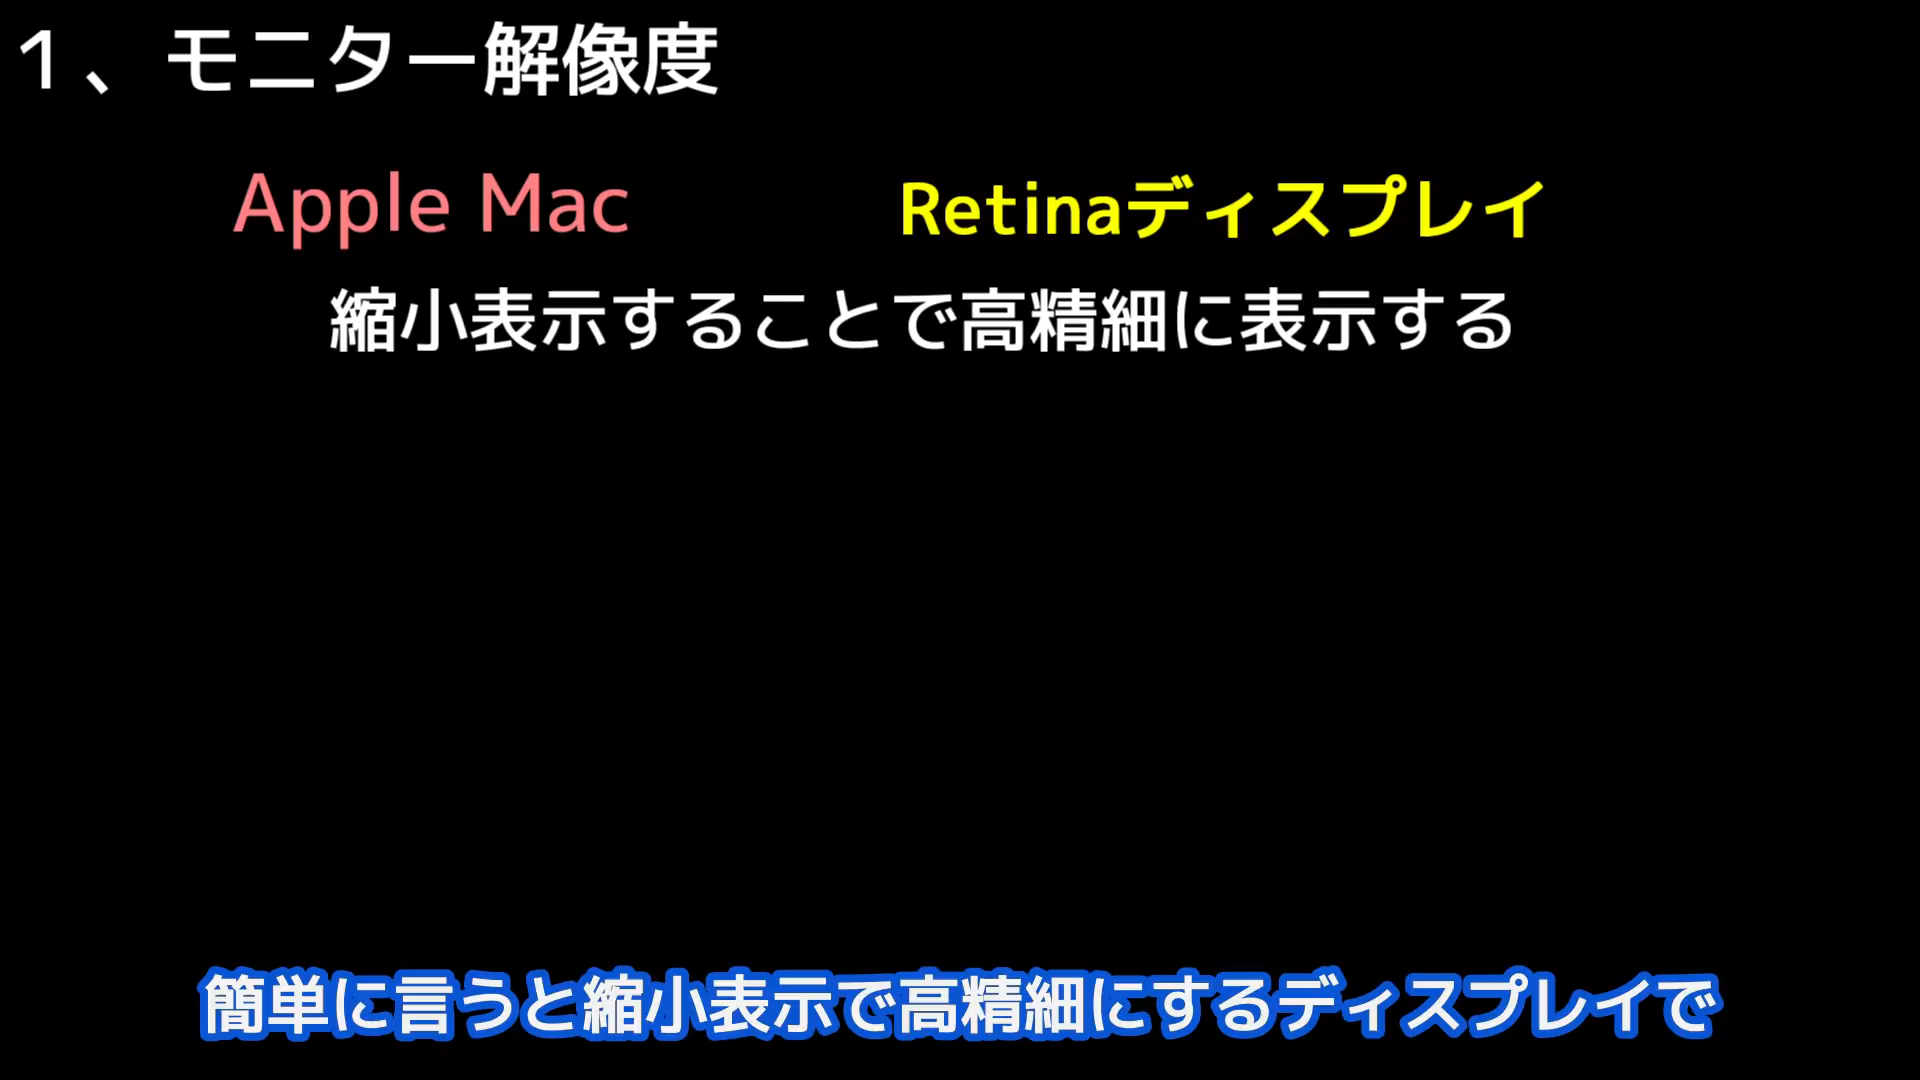 １、モニター解像度
Apple Mac Retinaディスプレイ
縮小表示することで高精細に表示する
簡単に言うと縮小表示で高精細にするディスプレイで